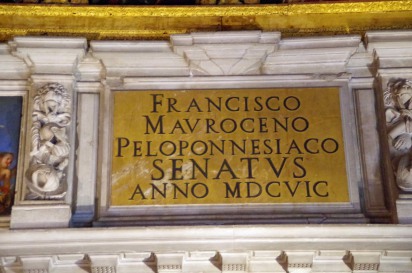 FRANCISCO
MAVROCENO
PELOPONNESIACO
SENATVS
ANNO MDCVIC